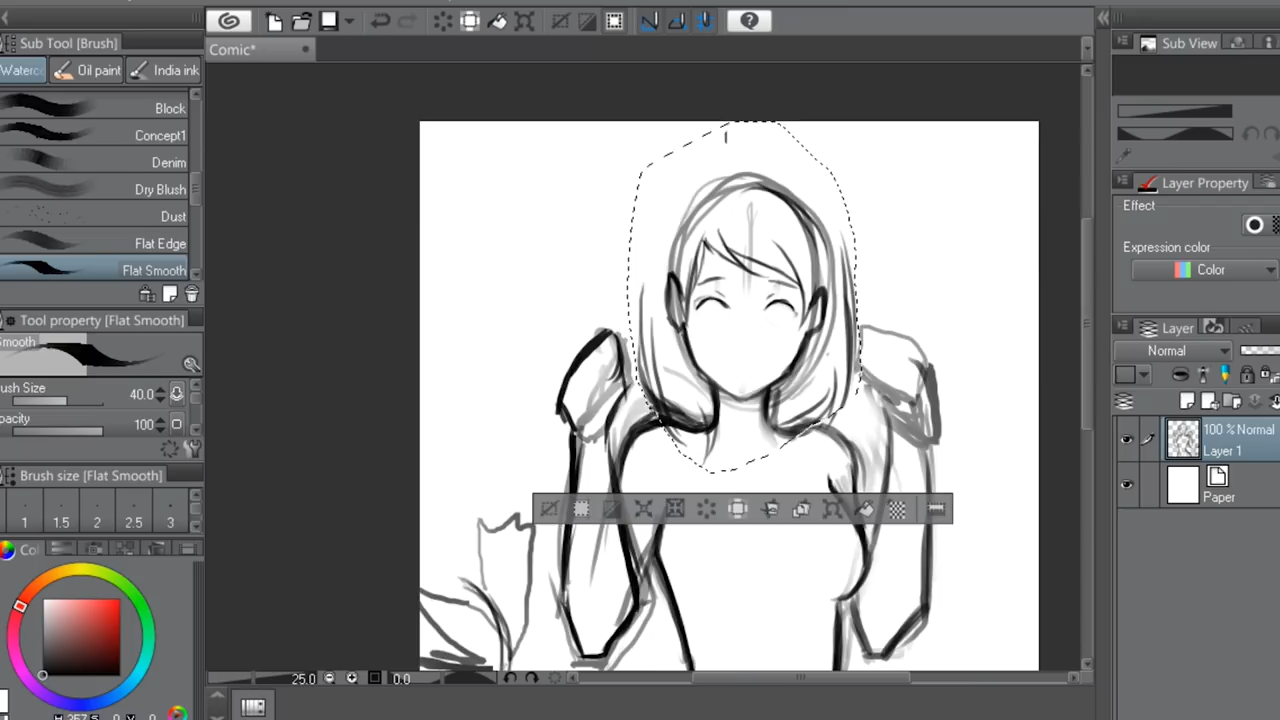 Sub Tool [Brush]
Waterc
Oil paint
India ink
Block
Concept1
Denim
Dry Blush
Dust
Flat Edge
Flat Smooth
Tool property [Flat Smooth]
Smooth
ush Size
40.0
pacity
100
Brush size [Flat Smooth]
1
1.5
2
2.5
3
Co
Comic*
25.0
0.0
Sub View
Layer Property
Effect
Expression color
Color
Layer
Normal
100 % Normal
Layer 1
Paper